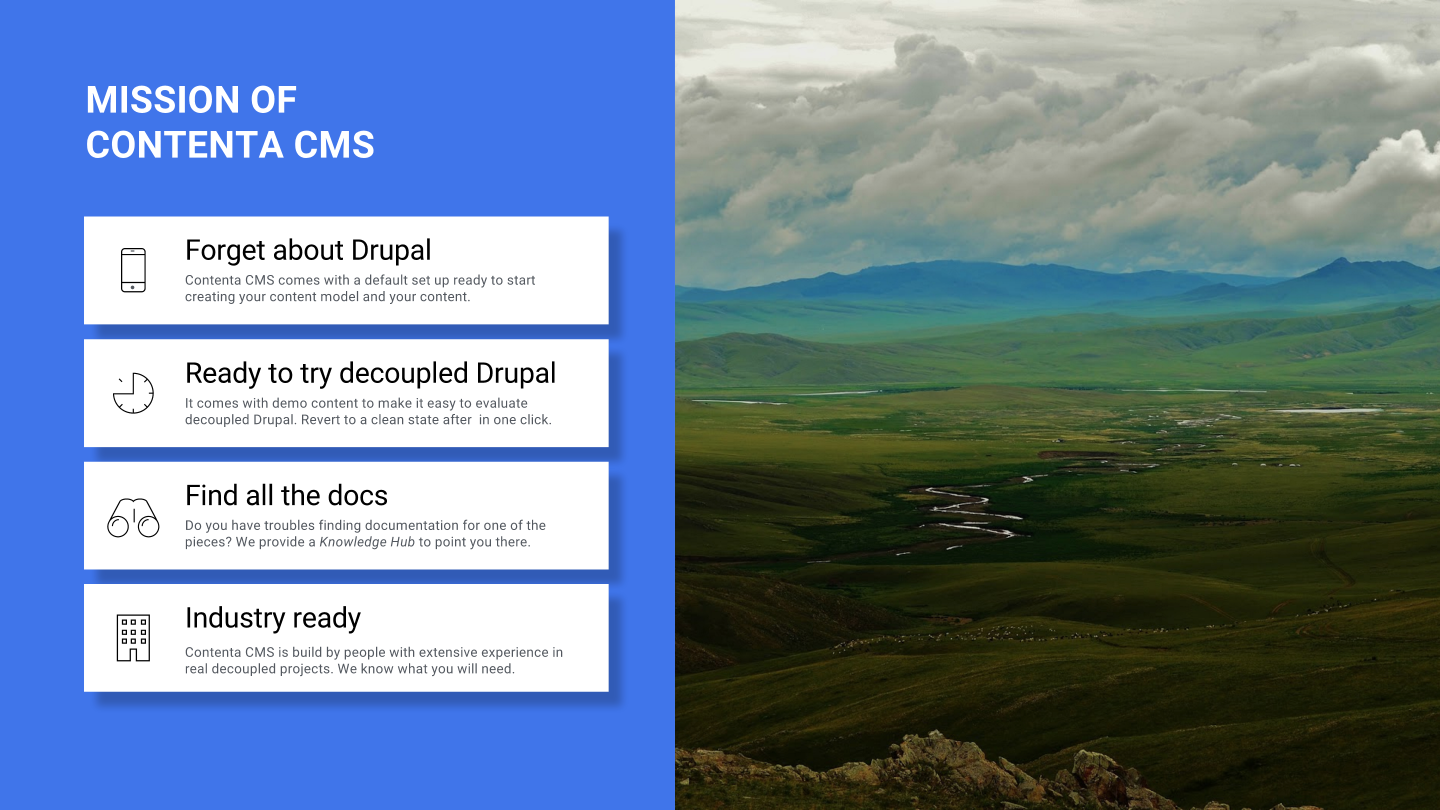 MISSION OF
CONTENTA CMS
Forget about Drupal
Contenta CMS comes with a default set up ready to start
creating your content model and your content.
Ready to try decoupled Drupal
It comes with demo content to make it easy to evaluate
decoupled Drupal. Revert to a clean state after  in one click.
Find all the docs
Do you have troubles finding documentation for one of the
pieces? We provide a Knowledge Hub to point you there.
Industry ready
Contenta CMS is build by people with extensive experience in
real decoupled projects. We know what you will need.